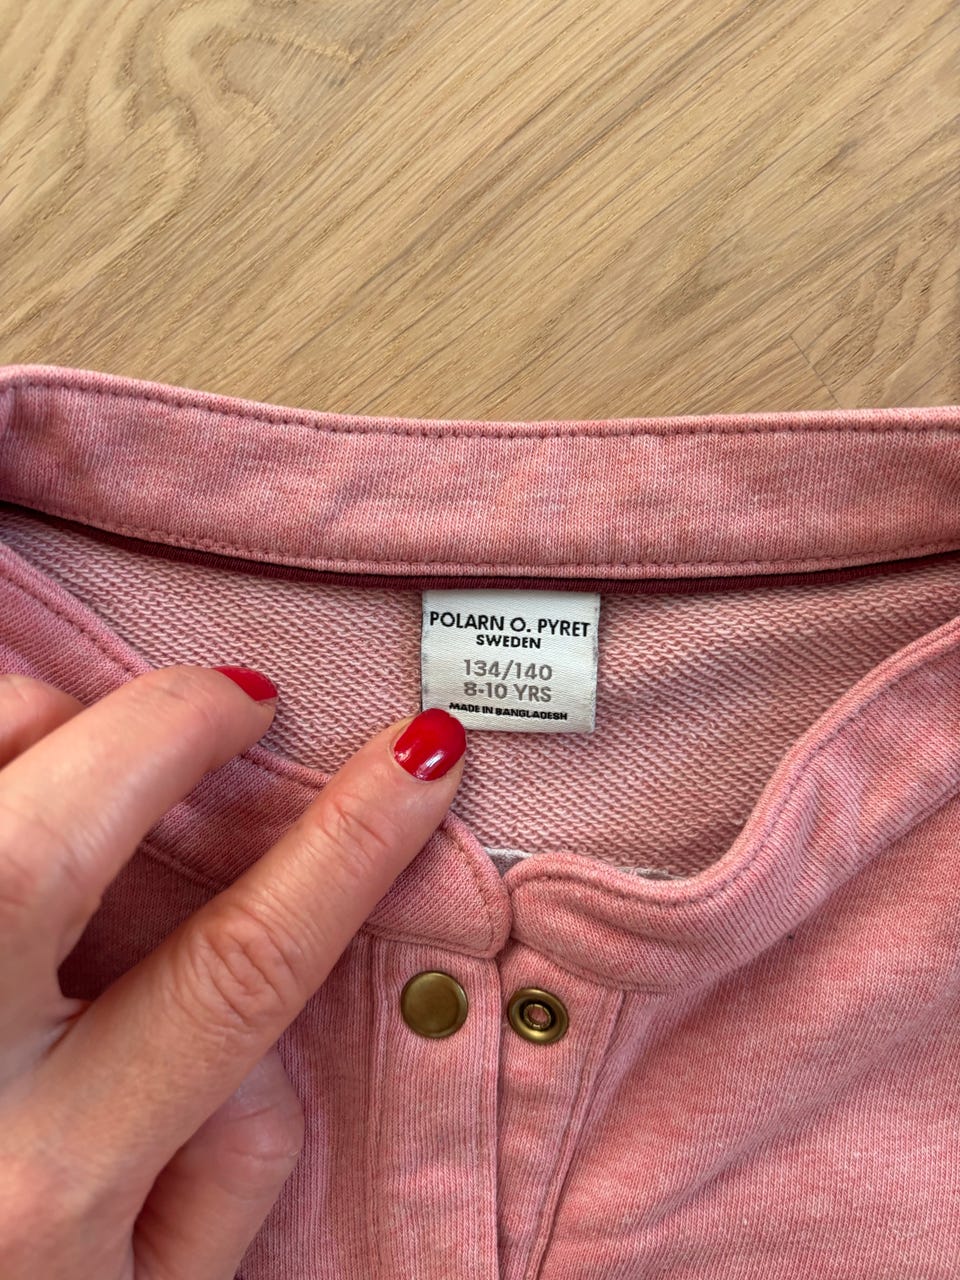 POLARN O. PYRET
SWEDEN
134/140
8-10 YRS
MADE IN BANGLADESH